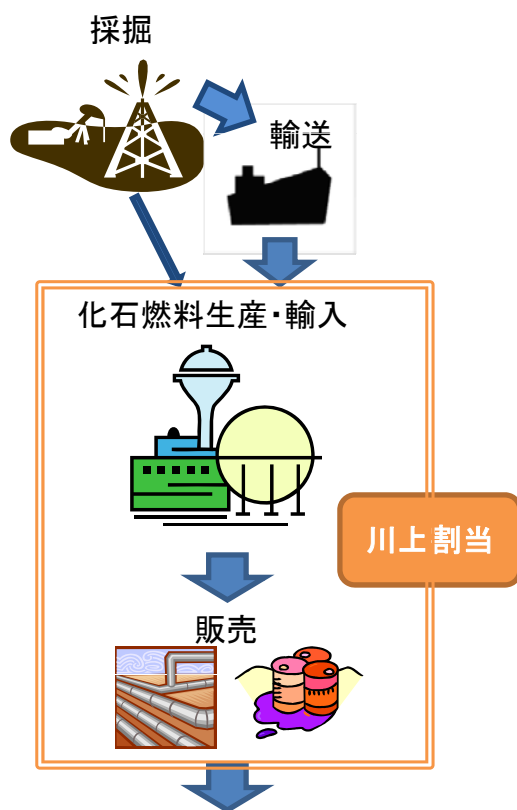 採掘
輸送
化石燃料生産・輸入
川上割当
販売